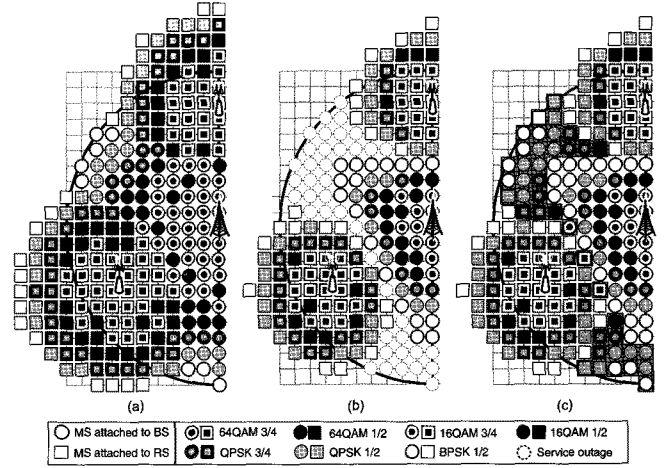 (a) (b) (c)
MS attached to BS 64QAM 3/4 64QAM 1/2 16QAM 3/4 16QAM 1/2
MS attached to RS QPSK 3/4 QPSK 1/2 BPSK 1/2 Service outage